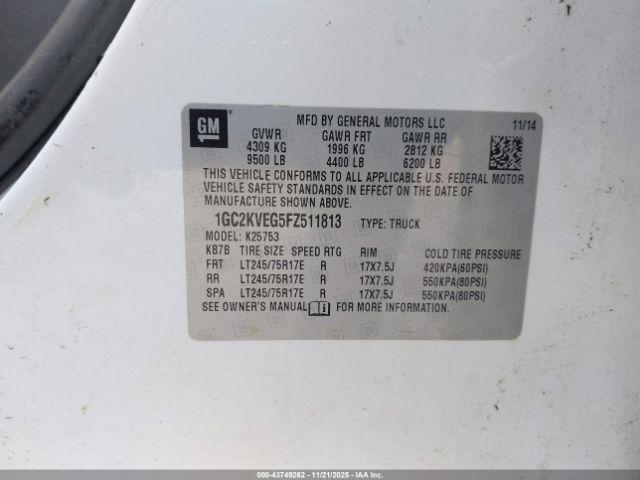 GM
MFD BY GENERAL MOTORS LLC 11/14
GVWR GAWR FRT GAWR RR
4309 KG 1996 KG 2812 KG
9500 LB 4400 LB 6200 LB
THIS VEHICLE CONFORMS TO ALL APPLICABLE U.S. FEDERAL MOTOR
VEHICLE SAFETY STANDARDS IN EFFECT ON THE DATE OF
MANUFACTURE SHOWN ABOVE.
1GC2KVEG5FZ511813 TYPE: TRUCK
MODEL: K25753
KB7B TIRE SIZE SPEED RTG RIM COLD TIRE PRESSURE
FRT LT245/75R17E R 17X7.5J 420KPA(60PSI)
RR LT245/75R17E R 17X7.5J 550KPA(80PSI)
SPA LT245/75R17E R 17X7.5J 550KPA(80PSI)
SEE OWNER'S MANUAL i FOR MORE INFORMATION.
000-43749262 - 11/21/2025 - COPYRIGHT IAA, LLC